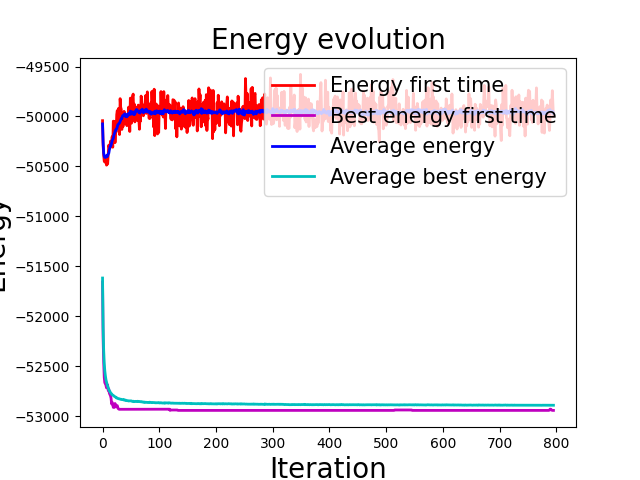 Energy evolution
Energy
−49500
−50000
−50500
−51000
−51500
−52000
−52500
−53000
Energy first time
Best energy first time
Average energy
Average best energy
0 100 200 300 400 500 600 700 800
Iteration